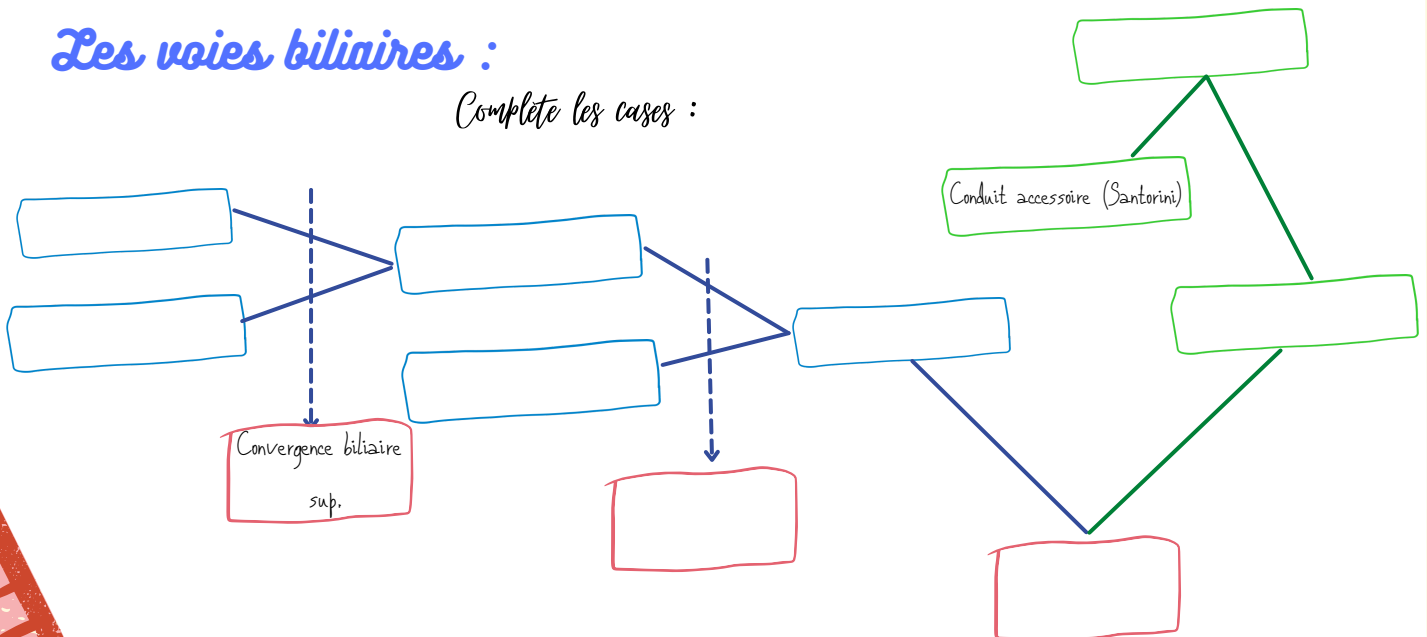 Les voies biliaires :
Complète les cases :
Conduit accessoire (Santorini)
Convergence biliaire
sup.